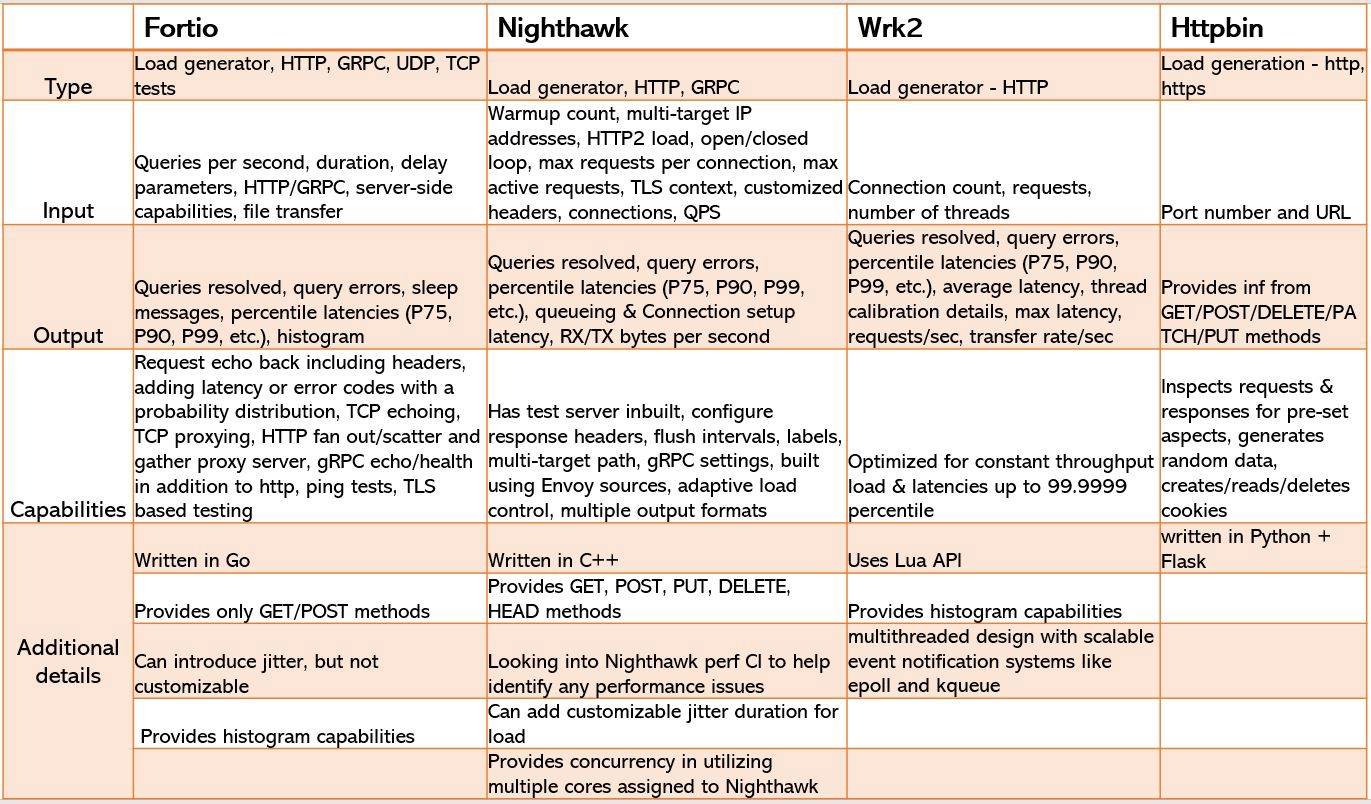 Fortio
Nighthawk
Wrk2
Httpbin
Type
Load generator, HTTP, GRPC, UDP, TCP
tests
Load generator, HTTP, GRPC
Load generator - HTTP
Load generation - http,
https
Input
Queries per second, duration, delay
parameters, HTTP/GRPC, server-side
capabilities, file transfer
Warmup count, multi-target IP
addresses, HTTP2 load, open/closed
loop, max requests per connection, max
active requests, TLS context, customized
headers, connections, QPS
Connection count, requests,
number of threads
Port number and URL
Output
Queries resolved, query errors, sleep
messages, percentile latencies (P75,
P90, P99, etc.), histogram
Queries resolved, query errors,
percentile latencies (P75, P90, P99,
etc.), queueing & Connection setup
latency, RX/TX bytes per second
Queries resolved, query errors,
percentile latencies (P75, P90,
P99, etc.), average latency, thread
calibration details, max latency,
requests/sec, transfer rate/sec
Provides inf from
GET/POST/DELETE/PA
TCH/PUT methods
Capabilities
Request echo back including headers,
adding latency or error codes with a
probability distribution, TCP echoing,
TCP proxying, HTTP fan out/scatter and
gather proxy server, gRPC echo/health
in addition to http, ping tests, TLS
based testing
Has test server inbuilt, configure
response headers, flush intervals, labels,
multi-target path, gRPC settings, built
using Envoy sources, adaptive load
control, multiple output formats
Optimized for constant throughput
load & latencies up to 99.9999
percentile
Inspects requests &
responses for pre-set
aspects, generates
random data,
creates/reads/deletes
cookies
Additional
details
Written in Go
Written in C++
Uses Lua API
written in Python +
Flask
Provides only GET/POST methods
Provides GET, POST, PUT, DELETE,
HEAD methods
Provides histogram capabilities
Can introduce jitter, but not
customizable
Looking into Nighthawk perf CI to help
identify any performance issues
multithreaded design with scalable
event notification systems like
epoll and kqueue
Provides histogram capabilities
Can add customizable jitter duration for
load
Provides concurrency in utilizing
multiple cores assigned to Nighthawk